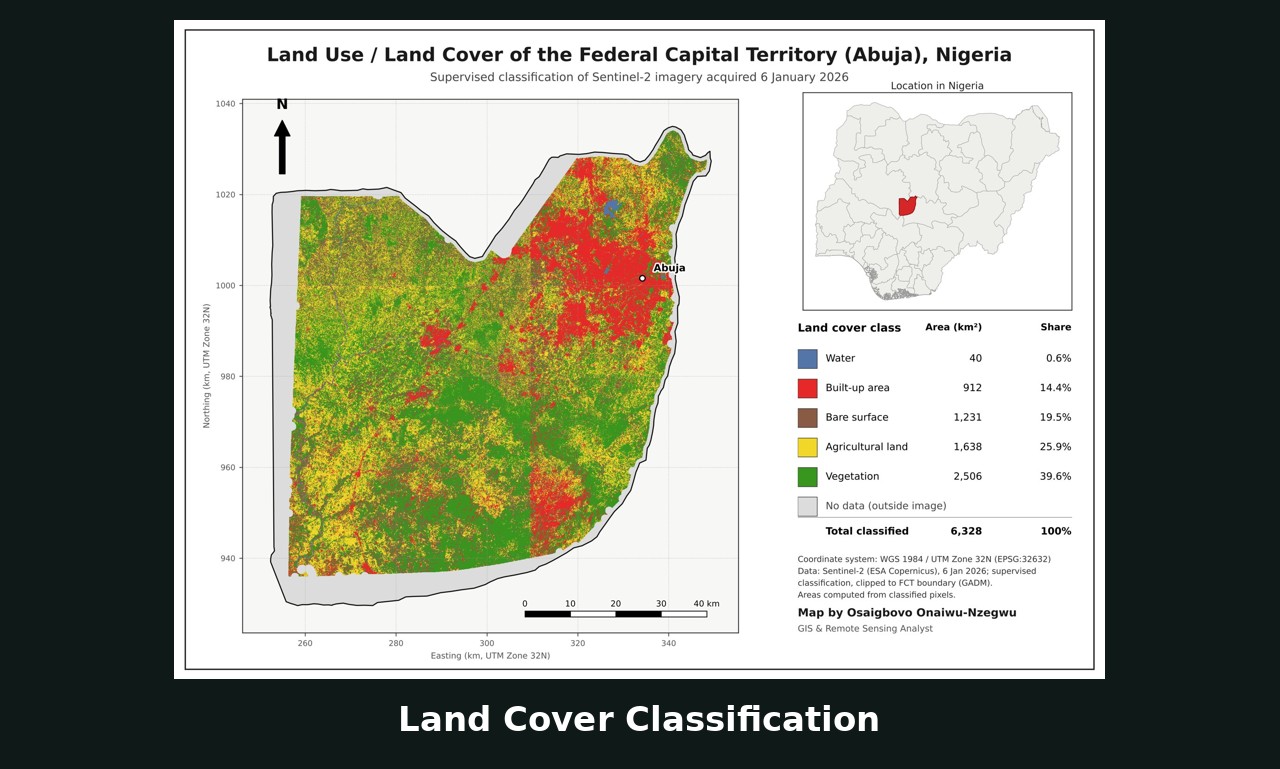 Land Use / Land Cover of the Federal Capital Territory (Abuja), Nigeria
Supervised classification of Sentinel-2 imagery acquired 6 January 2026
Location in Nigeria
N
1040
1020
1000
980
960
940
Northing (km, UTM Zone 32N)
Abuja
0 10 20 30 40 km
260 280 300 320 340
Easting (km, UTM Zone 32N)
Land cover class Area (km²) Share
Water 40 0.6%
Built-up area 912 14.4%
Bare surface 1,231 19.5%
Agricultural land 1,638 25.9%
Vegetation 2,506 39.6%
No data (outside image)
Total classified 6,328 100%
Coordinate system: WGS 1984 / UTM Zone 32N (EPSG:32632)
Data: Sentinel-2 (ESA Copernicus), 6 Jan 2026; supervised
classification, clipped to FCT boundary (GADM).
Areas computed from classified pixels.
Map by Osaigbovo Onaiwu-Nzegwu
GIS & Remote Sensing Analyst
Land Cover Classification